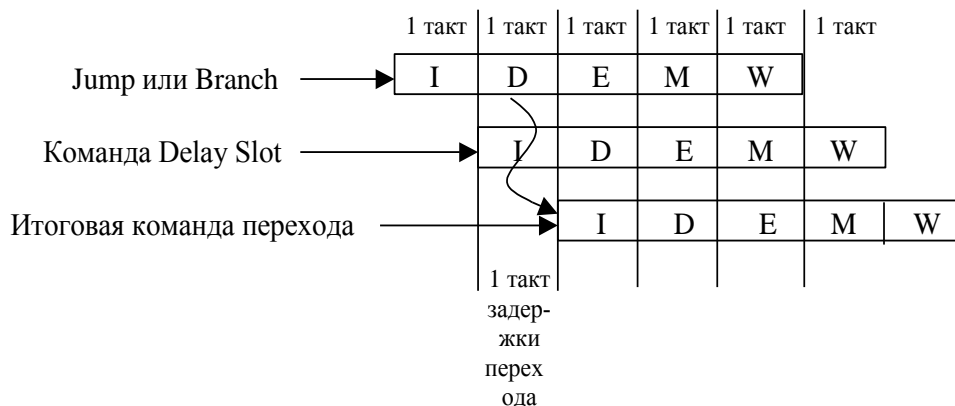 1 такт 1 такт 1 такт 1 такт 1 такт 1 такт
Jump или Branch I D E M W
Команда Delay Slot I D E M W
Итоговая команда перехода I D E M W
1 такт
задер-
жки
перех
ода